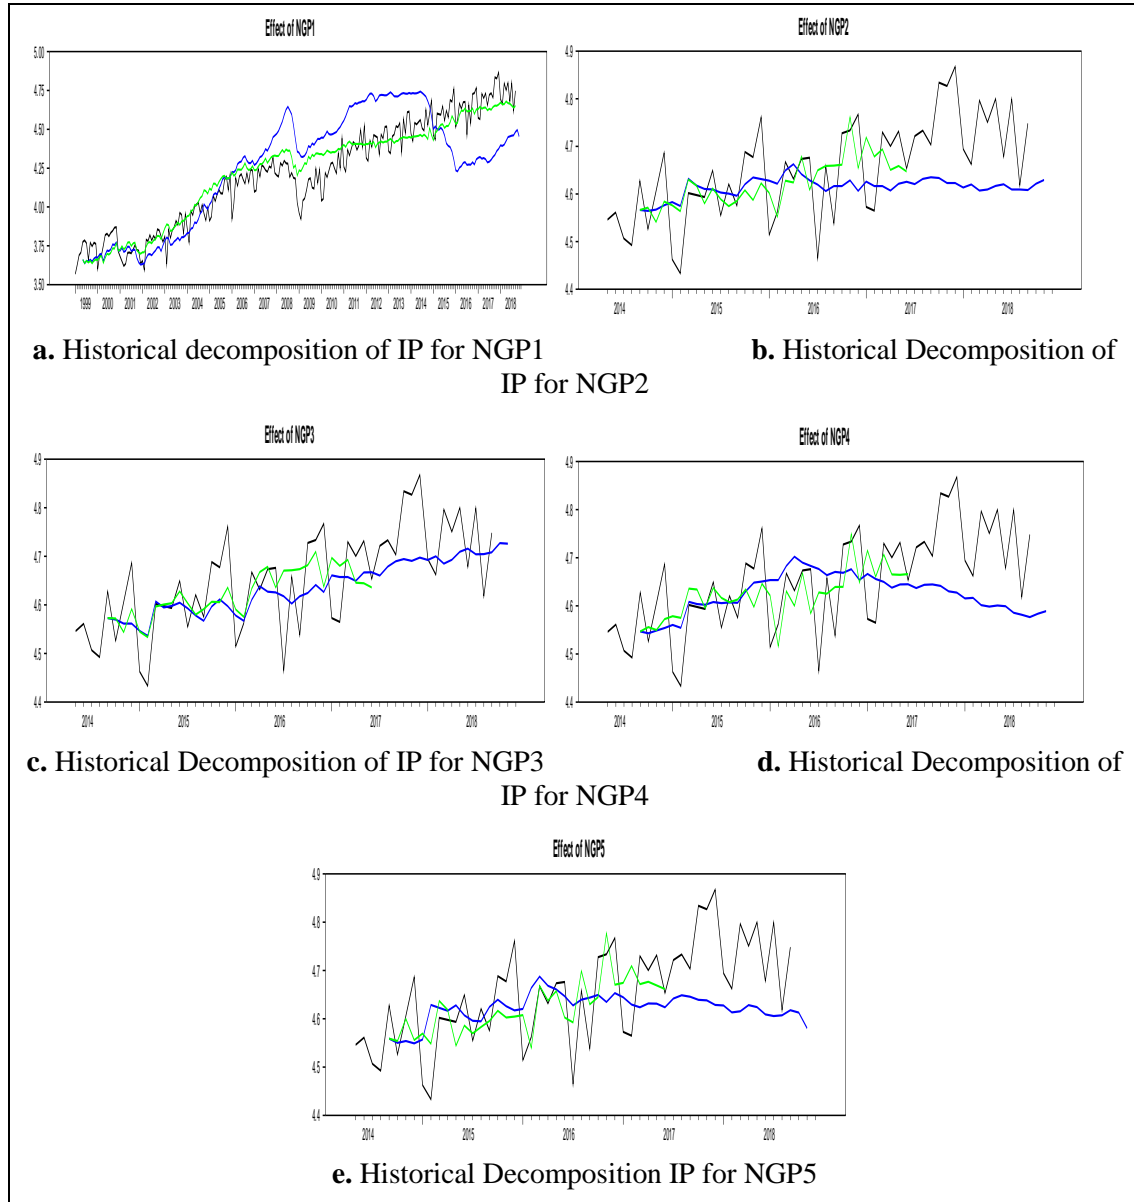 Effect of NGP1
5.00
4.75
4.50
4.25
4.00
3.75
3.50
1999 2000 2001 2002 2003 2004 2005 2006 2007 2008 2009 2010 2011 2012 2013 2014 2015 2016 2017 2018
Effect of NGP2
4.9
4.8
4.7
4.6
4.5
4.4
2014 2015 2016 2017 2018
a. Historical decomposition of IP for NGP1 b. Historical Decomposition of
IP for NGP2
Effect of NGP3
4.9
4.8
4.7
4.6
4.5
4.4
2014 2015 2016 2017 2018
Effect of NGP4
4.9
4.8
4.7
4.6
4.5
4.4
2014 2015 2016 2017 2018
c. Historical Decomposition of IP for NGP3 d. Historical Decomposition of
IP for NGP4
Effect of NGP5
4.9
4.8
4.7
4.6
4.5
4.4
2014 2015 2016 2017 2018
e. Historical Decomposition IP for NGP5